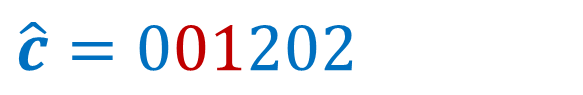 ĉ = 001202